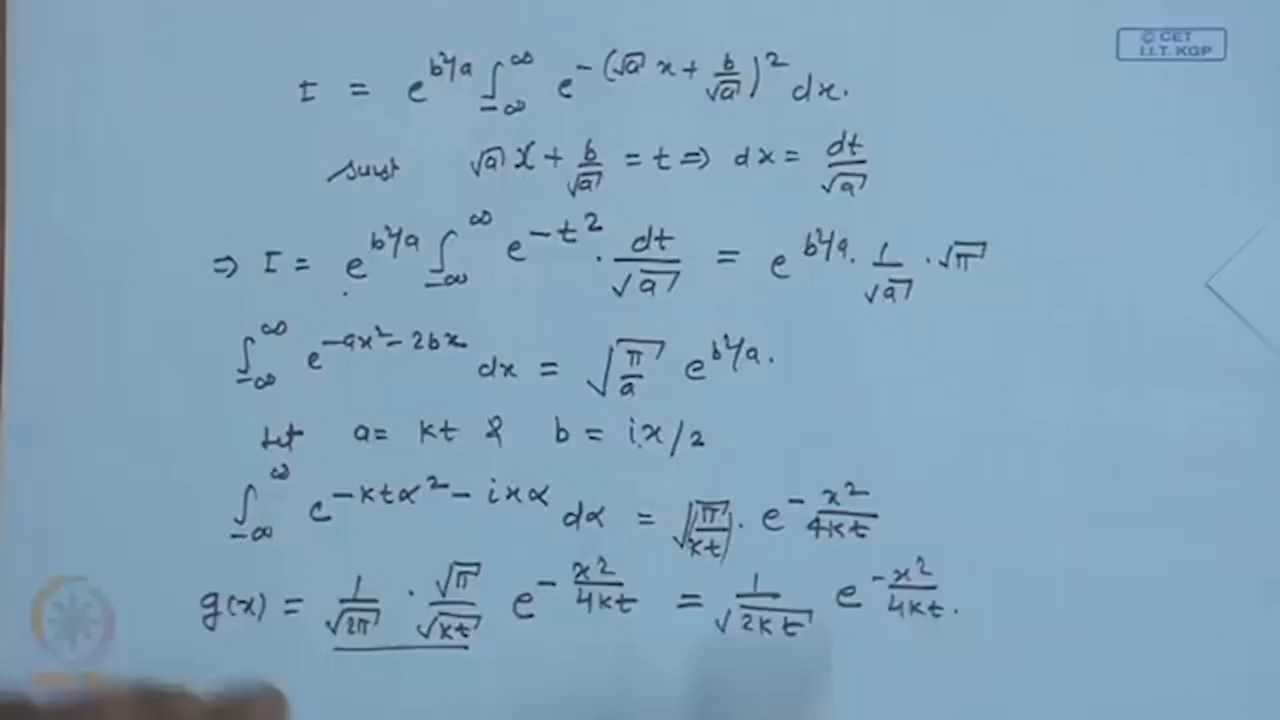 © CET
I.I.T. KGP
I = e^{b²/a} ∫_{-∞}^{∞} e^{-(√a x + b/√a)²} dx.
√a x + b/√a = t ⇒ dx = dt/√a
⇒ I = e^{b²/a} ∫_{-∞}^{∞} e^{-t²} · dt/√a = e^{b²/a} · 1/√a · √π
∫_{-∞}^{∞} e^{-ax² - 2bx} dx = √(π/a) e^{b²/a}.
Let a = kt & b = ix/2
∫_{-∞}^{∞} e^{-ktα² - ixα} dα = √(π/kt) · e^{-x²/4kt}
g(x) = 1/√2π · √π/√kt e^{-x²/4kt} = 1/√2kt e^{-x²/4kt}.